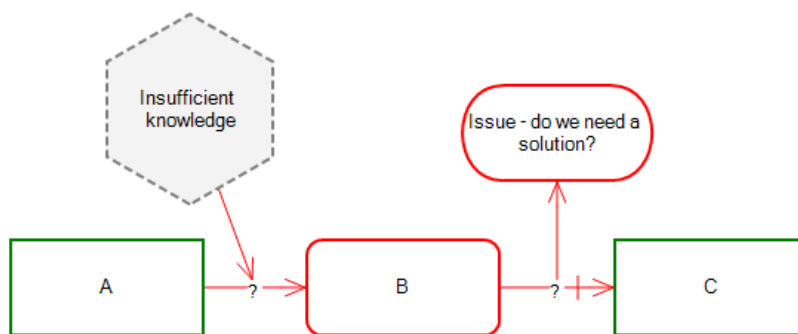 Insufficient
knowledge
Issue - do we need a
solution?
A
?
B
?
C